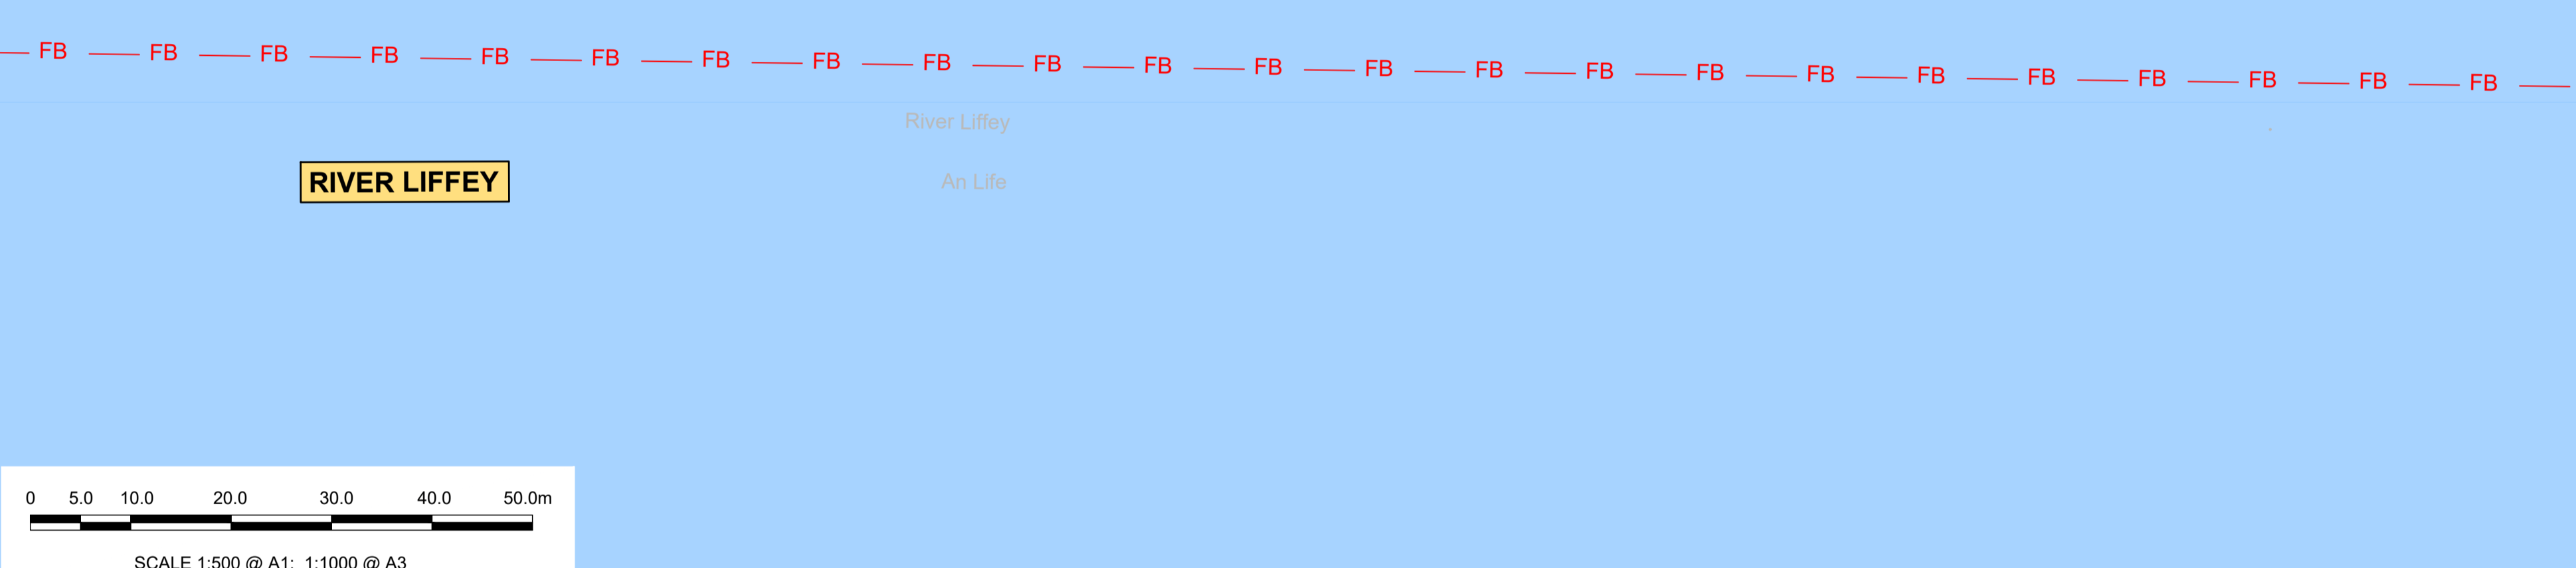 FB FB FB FB FB FB FB FB FB FB FB FB FB FB FB FB FB FB FB FB FB FB FB
River Liffey
RIVER LIFFEY
An Life
0 5.0 10.0 20.0 30.0 40.0 50.0m
SCALE 1:500 @ A1; 1:1000 @ A3